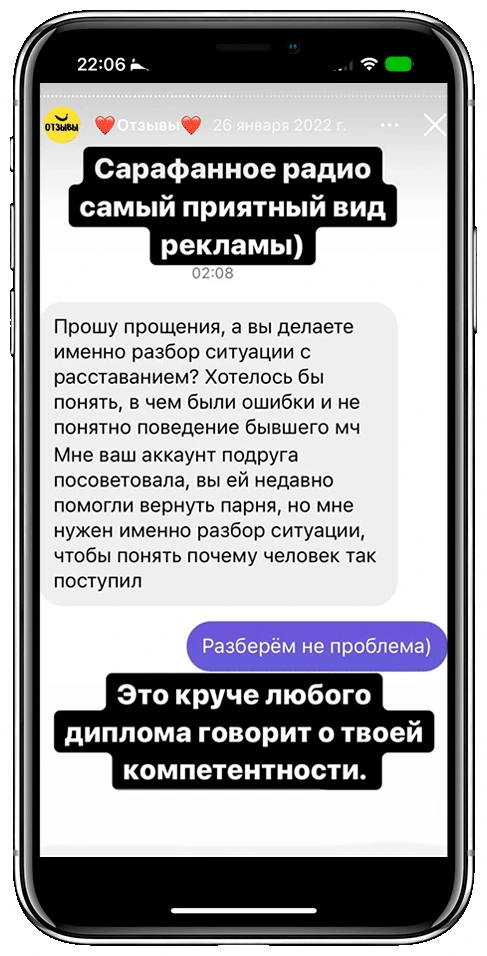 22:06
ОТЗЫВЫ
❤️Отзывы❤️ 26 января 2022 г.
Сарафанное радио
самый приятный вид
рекламы)
02:08
Прошу прощения, а вы делаете
именно разбор ситуации с
расставанием? Хотелось бы
понять, в чем были ошибки и не
понятно поведение бывшего мч
Мне ваш аккаунт подруга
посоветовала, вы ей недавно
помогли вернуть парня, но мне
нужен именно разбор ситуации,
чтобы понять почему человек так
поступил
Разберём не проблема)
Это круче любого
диплома говорит о твоей
компетентности.